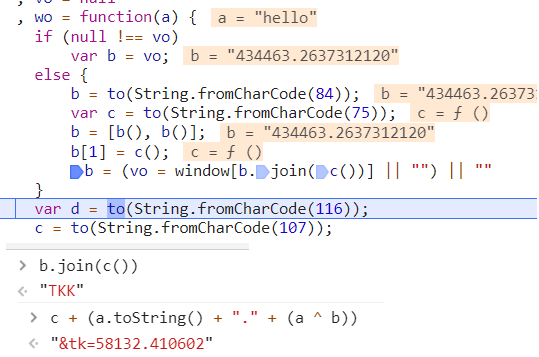 , vo = null
, wo = function(a) { a = "hello"
if (null !== vo)
var b = vo; b = "434463.2637312120"
else {
b = to(String.fromCharCode(84)); b = "434463.26373
var c = to(String.fromCharCode(75)); c = ƒ ()
b = [b(), b()]; b = "434463.2637312120"
b[1] = c(); c = ƒ ()
b = (vo = window[b.join(c())] || "") || ""
}
var d = to(String.fromCharCode(116));
c = to(String.fromCharCode(107));
> b.join(c())
"TKK"
> c + (a.toString() + "." + (a ^ b))
"&tk=58132.410602"